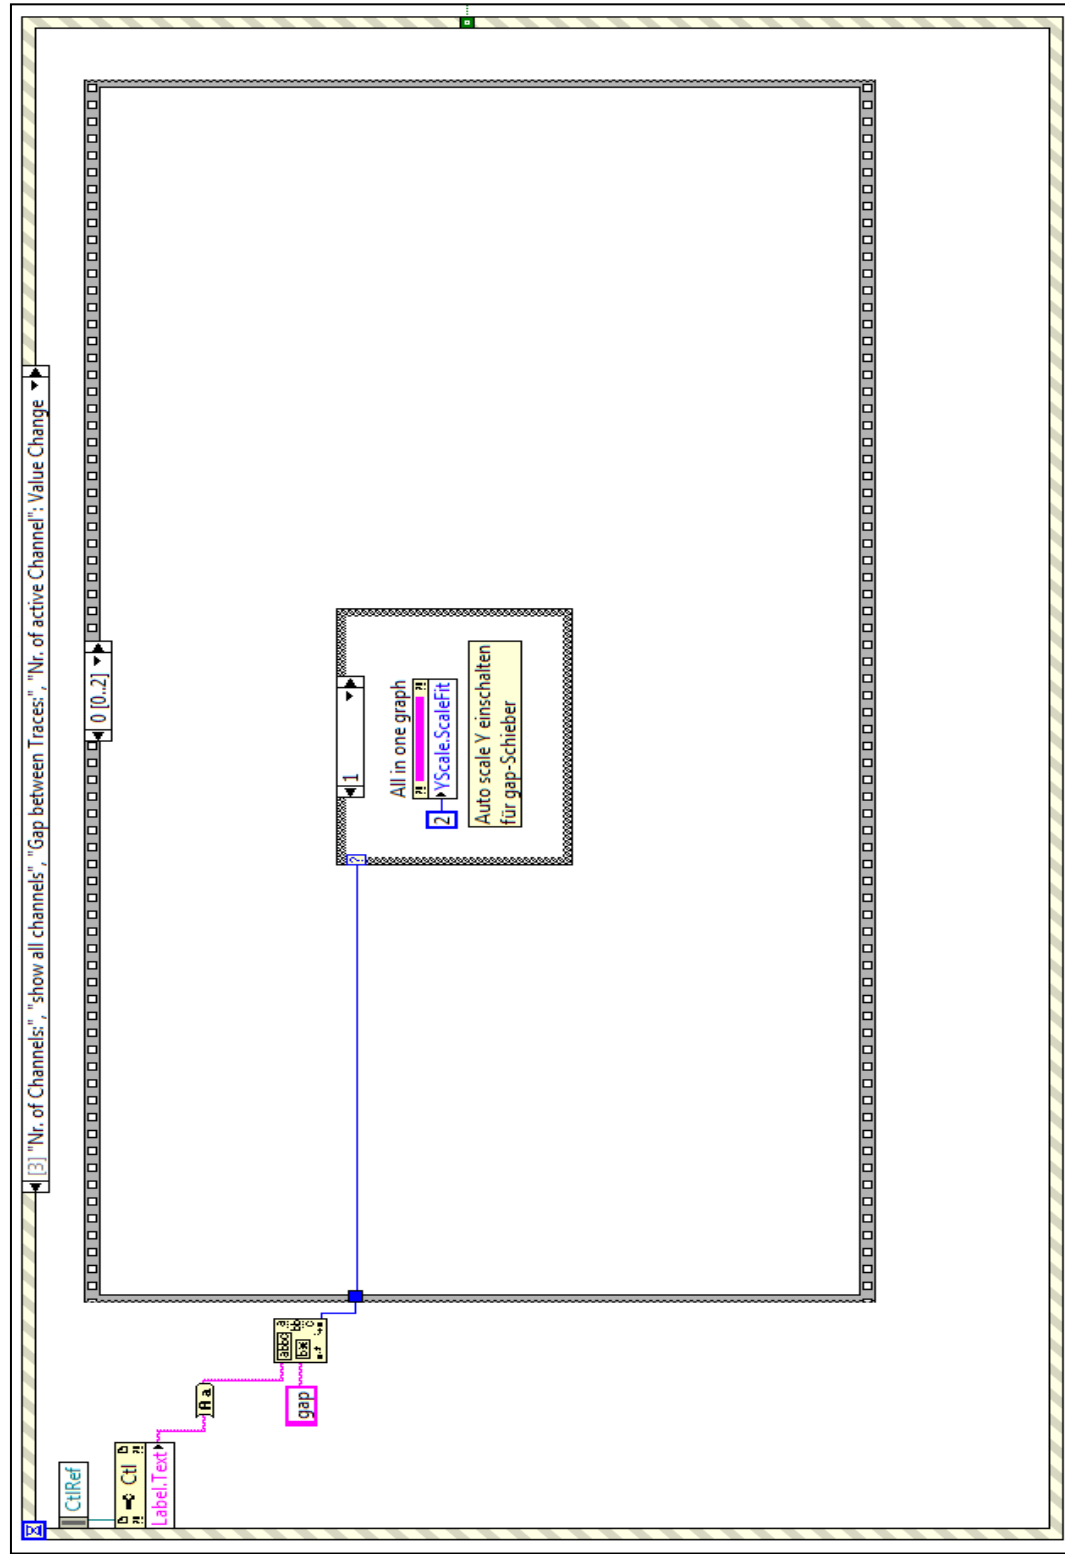 [3] "Nr. of Channels:", "show all channels", "Gap between Traces:", "Nr. of active Channel": Value Change
CtlRef
Ctl
Label.Text
Aa
gap
0 [0..2]
1
All in one graph
2
YScale.ScaleFit
Auto scale Y einschalten
für gap-Schieber